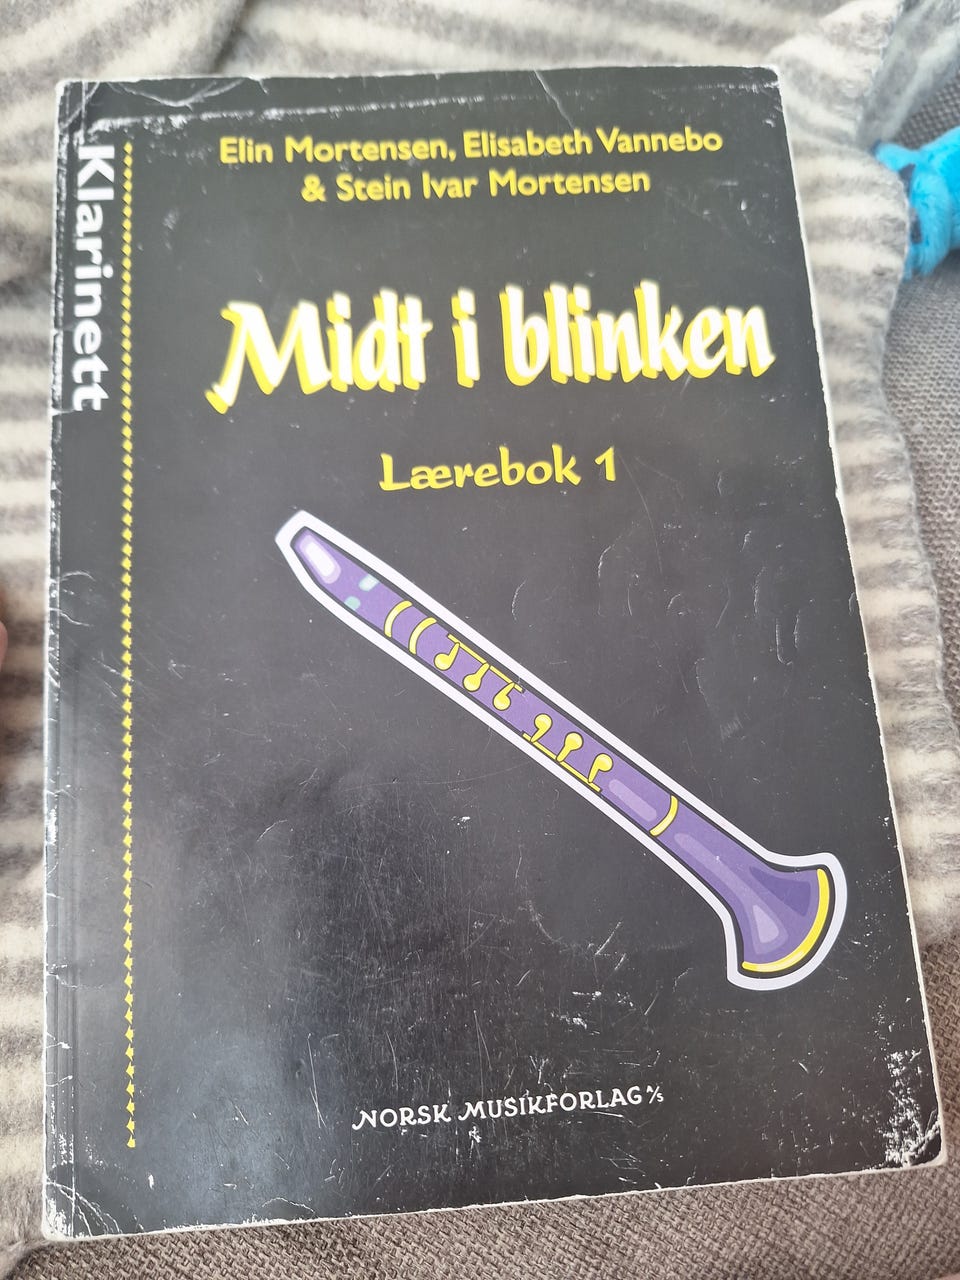 Klarinett
Elin Mortensen, Elisabeth Vannebo
& Stein Ivar Mortensen
Midt i blinken
Lærebok 1
NORSK MUSIKFORLAG A/S